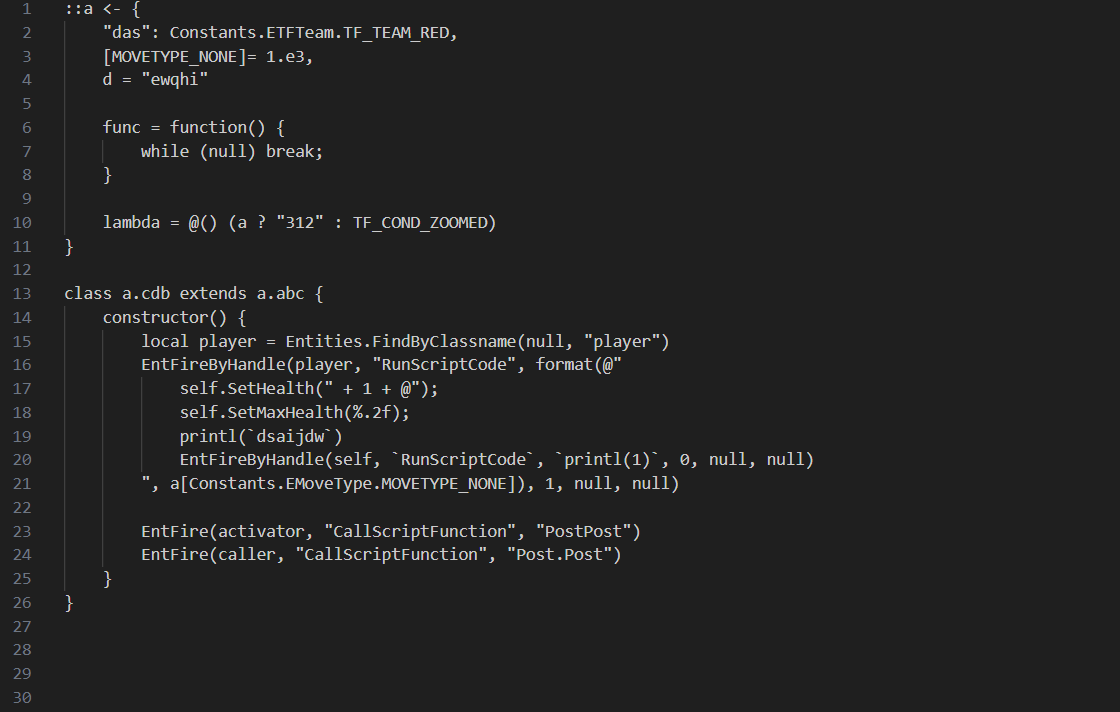 1 ::a <- {
2 "das": Constants.ETFTeam.TF_TEAM_RED,
3 [MOVETYPE_NONE]= 1.e3,
4 d = "ewqhi"
5
6 func = function() {
7 while (null) break;
8 }
9
10 lambda = @() (a ? "312" : TF_COND_ZOOMED)
11 }
12
13 class a.cdb extends a.abc {
14 constructor() {
15 local player = Entities.FindByClassname(null, "player")
16 EntFireByHandle(player, "RunScriptCode", format(@"
17 self.SetHealth(" + 1 + @");
18 self.SetMaxHealth(%.2f);
19 printl(`dsaijdw`)
20 EntFireByHandle(self, `RunScriptCode`, `printl(1)`, 0, null, null)
21 ", a[Constants.EMoveType.MOVETYPE_NONE]), 1, null, null)
22
23 EntFire(activator, "CallScriptFunction", "PostPost")
24 EntFire(caller, "CallScriptFunction", "Post.Post")
25 }
26 }
27
28
29
30